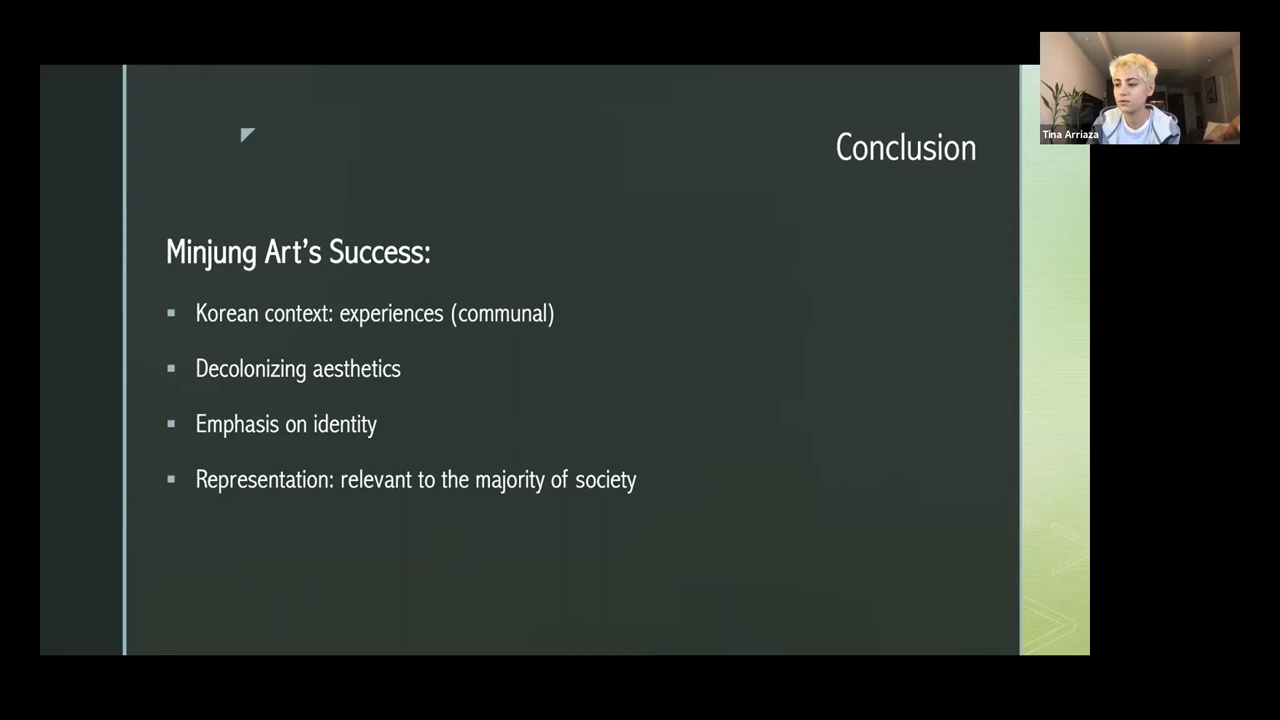 Conclusion
Minjung Art's Success:
Korean context: experiences (communal)
Decolonizing aesthetics
Emphasis on identity
Representation: relevant to the majority of society
Tina Arriaza